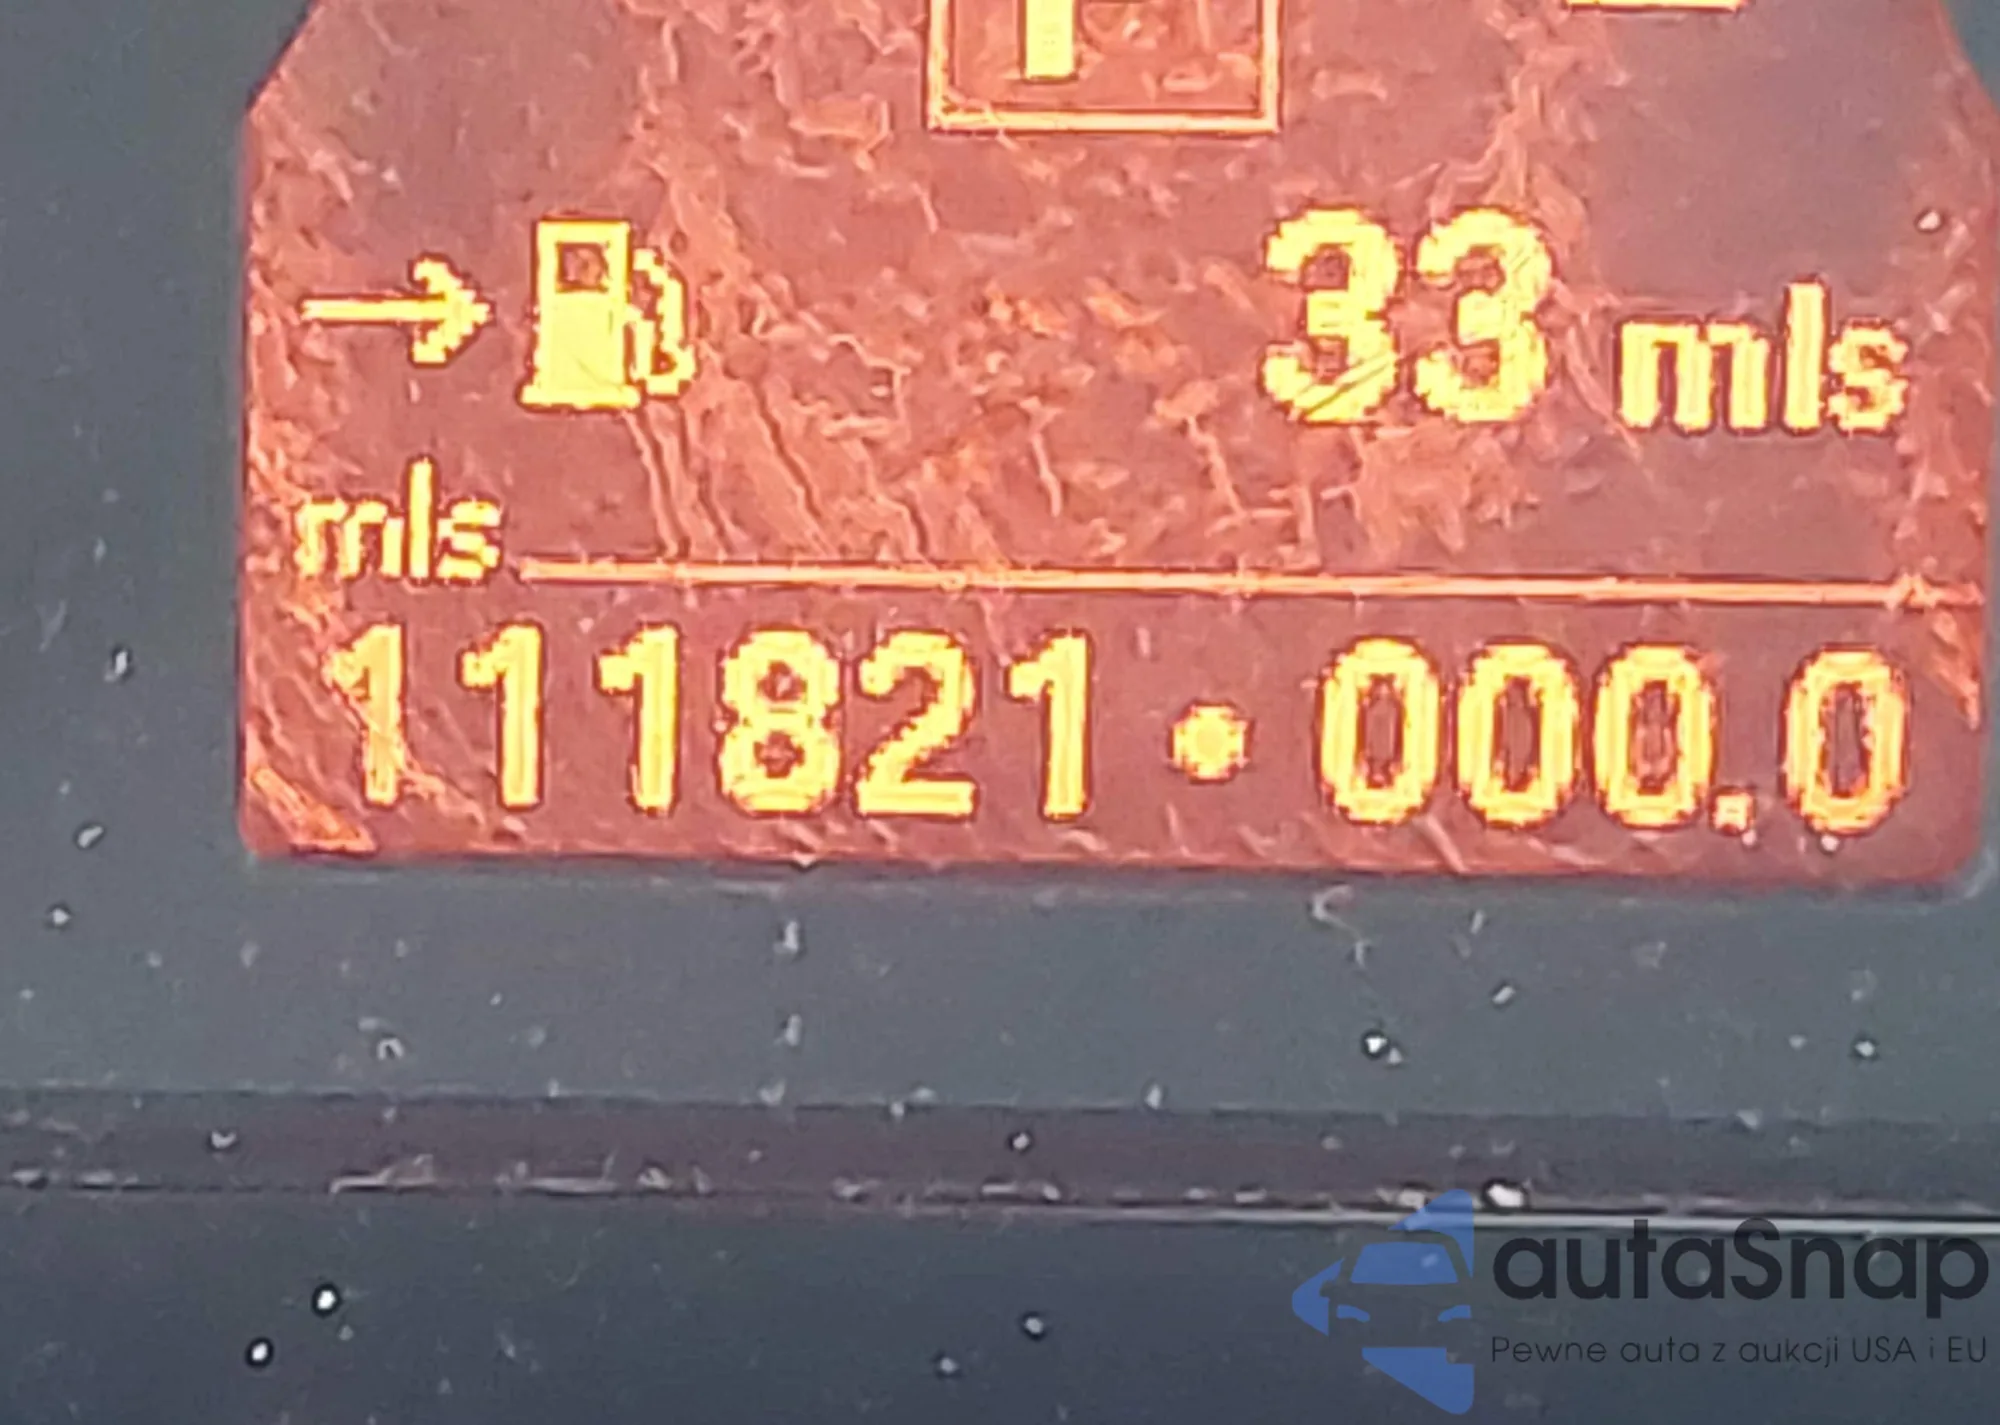 P
33 mls
mls
111821 • 000.0
autaSnap
Pewne auta z aukcji USA i EU